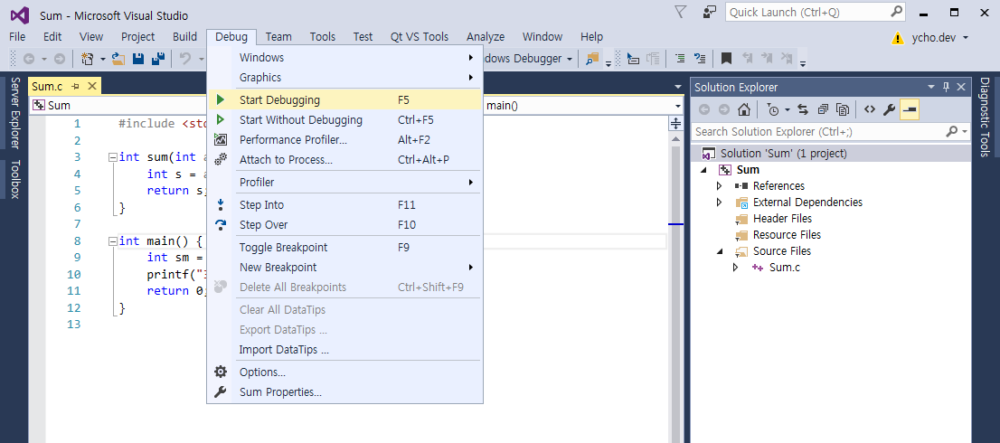 Sum - Microsoft Visual Studio
Quick Launch (Ctrl+Q)
File Edit View Project Build Debug Team Tools Test Qt VS Tools Analyze Window Help
ycho.dev
ndows Debugger
Server Explorer
Toolbox
Sum.c
Sum
main()
1 #include <std
2
3 int sum(int a
4 int s = a
5 return s;
6 }
7
8 int main() {
9 int sm =
10 printf("3
11 return 0;
12 }
13
Windows
Graphics
Start Debugging F5
Start Without Debugging Ctrl+F5
Performance Profiler... Alt+F2
Attach to Process... Ctrl+Alt+P
Profiler
Step Into F11
Step Over F10
Toggle Breakpoint F9
New Breakpoint
Delete All Breakpoints Ctrl+Shift+F9
Clear All DataTips
Export DataTips ...
Import DataTips ...
Options...
Sum Properties...
Solution Explorer
Search Solution Explorer (Ctrl+;)
Solution 'Sum' (1 project)
Sum
References
External Dependencies
Header Files
Resource Files
Source Files
Sum.c
Diagnostic Tools